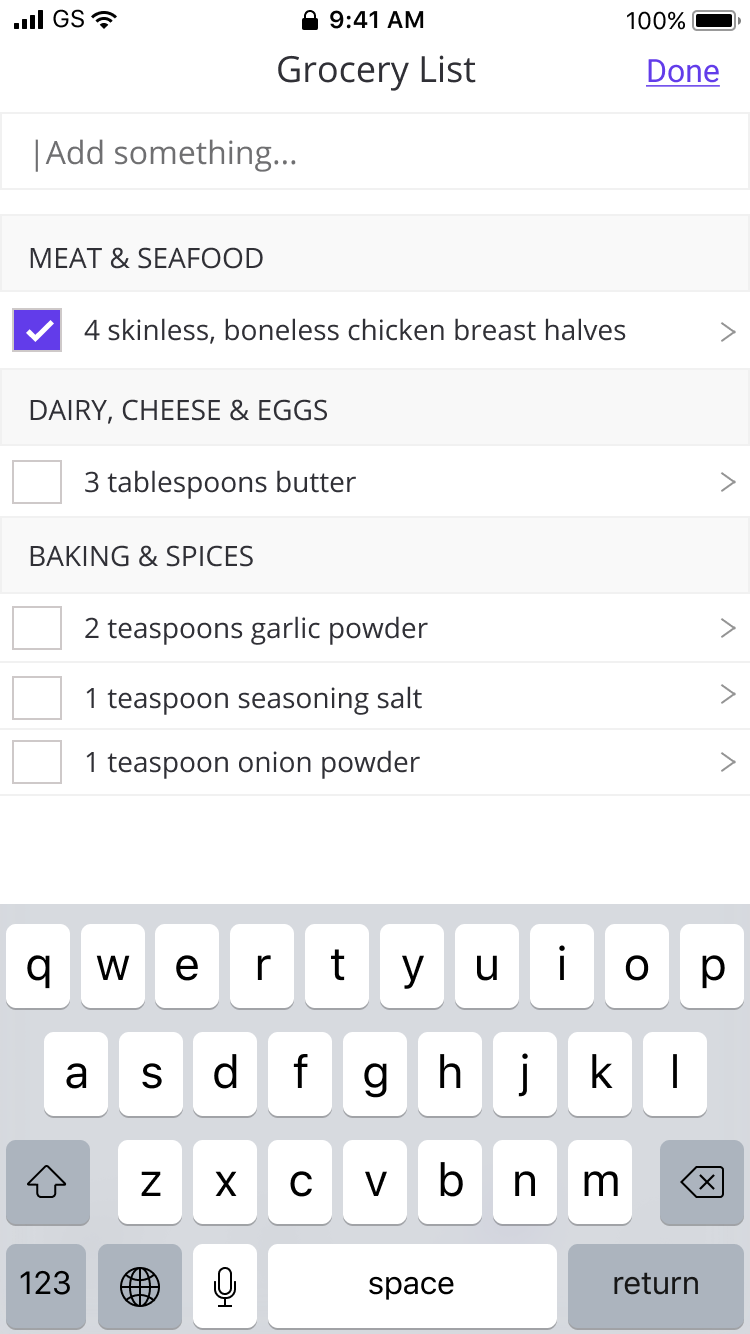 GS 9:41 AM 100%
Grocery List Done
Add something...
MEAT & SEAFOOD
4 skinless, boneless chicken breast halves
DAIRY, CHEESE & EGGS
3 tablespoons butter
BAKING & SPICES
2 teaspoons garlic powder
1 teaspoon seasoning salt
1 teaspoon onion powder
q w e r t y u i o p
a s d f g h j k l
z x c v b n m
123 space return